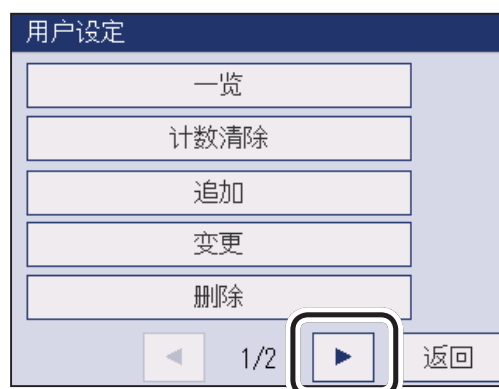 用户设定
一览
计数清除
追加
变更
删除
◀ 1/2 ▶ 返回